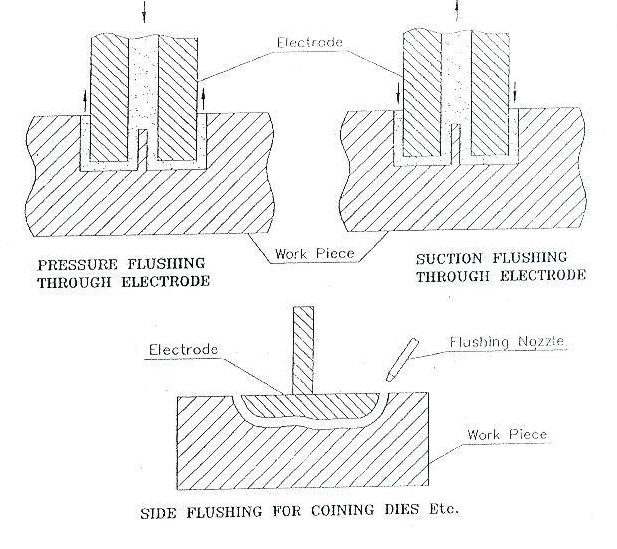 Electrode
Work Piece
PRESSURE FLUSHING
THROUGH ELECTRODE
SUCTION FLUSHING
THROUGH ELECTRODE
Electrode
Flushing Nozzle
Work Piece
SIDE FLUSHING FOR COINING DIES Etc.